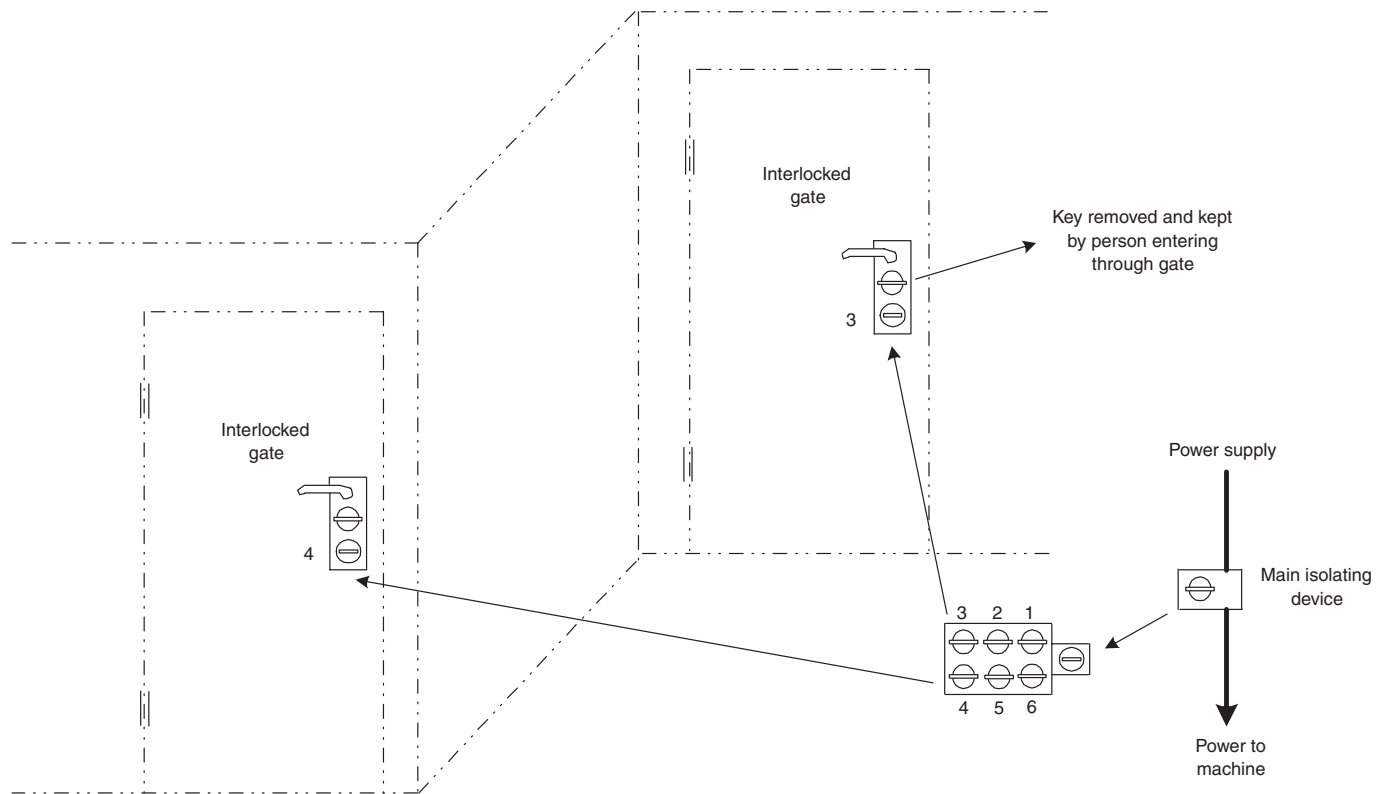 Interlocked
gate
Key removed and kept
by person entering
through gate
3
Interlocked
gate
4
Power supply
Main isolating
device
3 2 1
4 5 6
Power to
machine